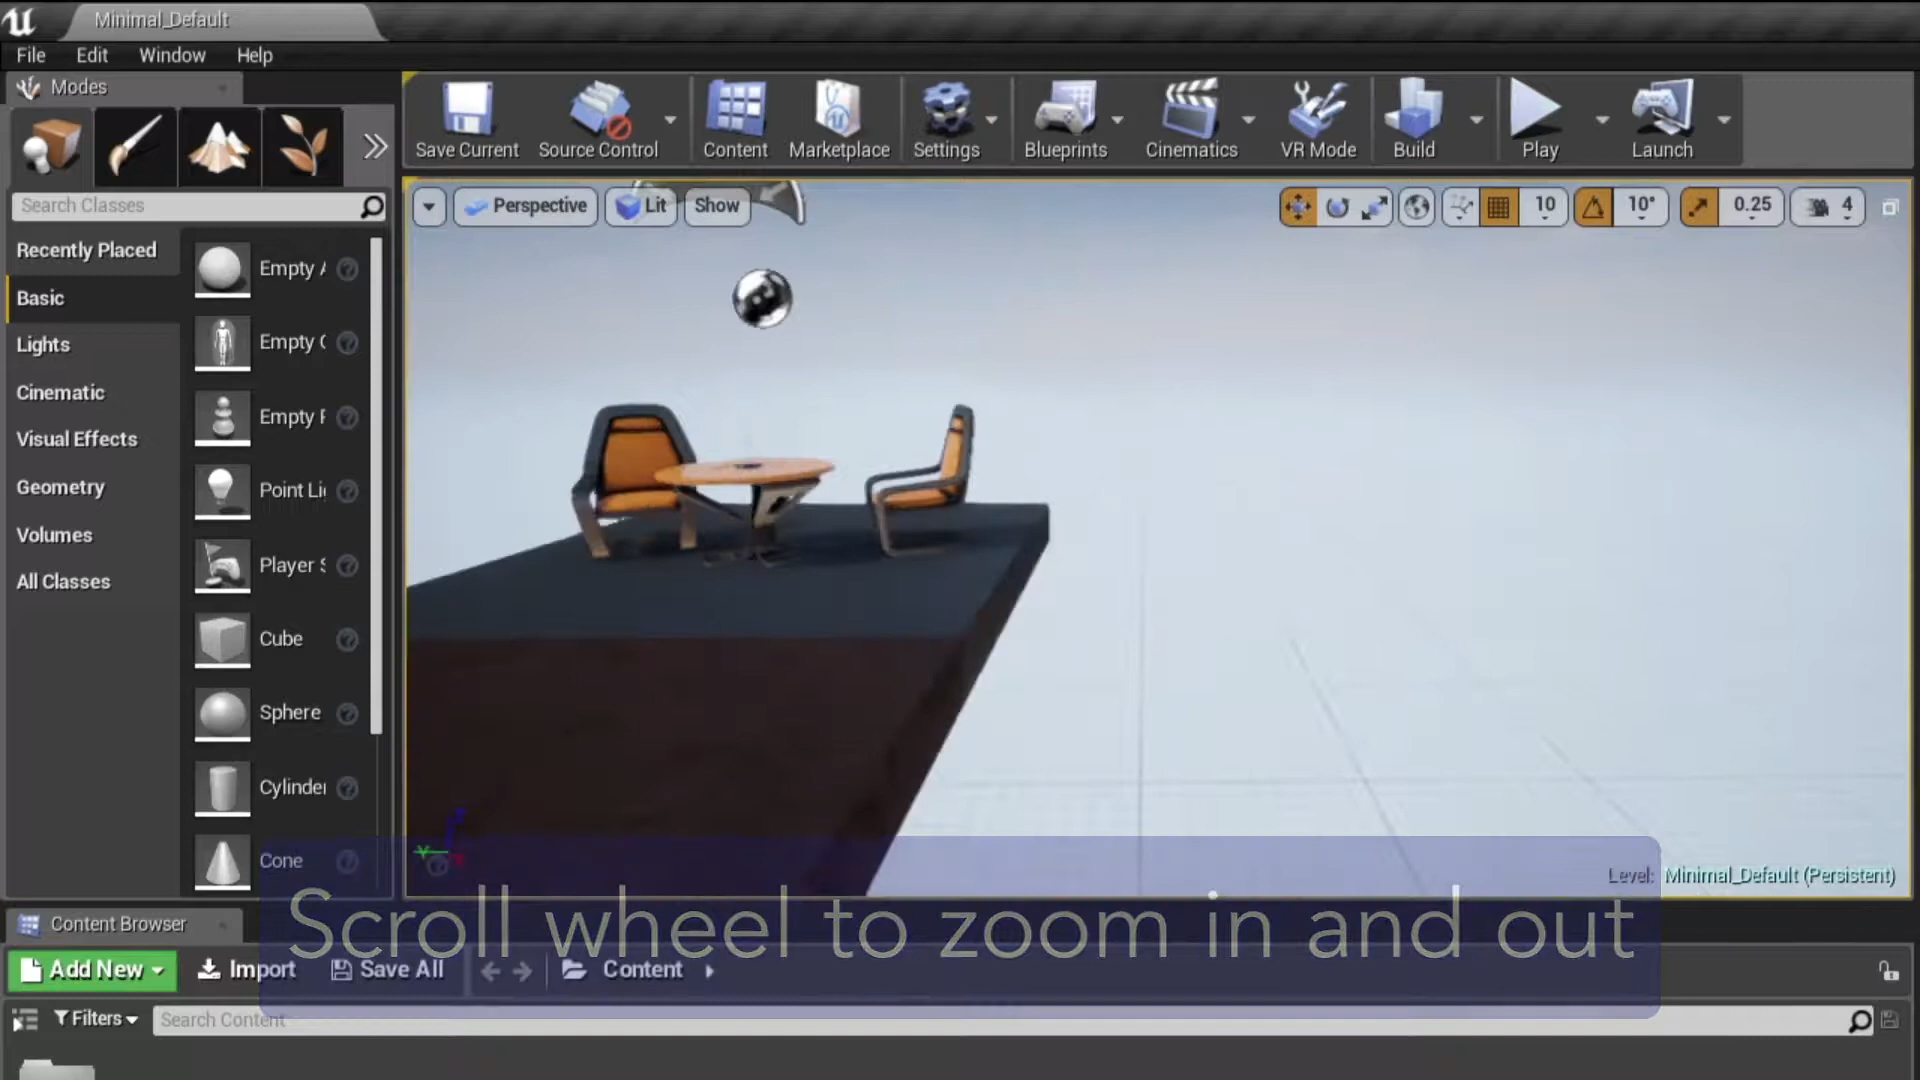 Minimal_Default
File Edit Window Help
Modes
Save Current Source Control Content Marketplace Settings Blueprints Cinematics VR Mode Build Play Launch
Search Classes
Perspective Lit Show 10 10° 0.25 4
Recently Placed
Basic
Lights
Cinematic
Visual Effects
Geometry
Volumes
All Classes
Empty A
Empty C
Empty P
Point Li
Player S
Cube
Sphere
Cylinder
Cone
Y
Level: Minimal_Default (Persistent)
Scroll wheel to zoom in and out
Content Browser
Add New Import Save All Content
Filters Search Content